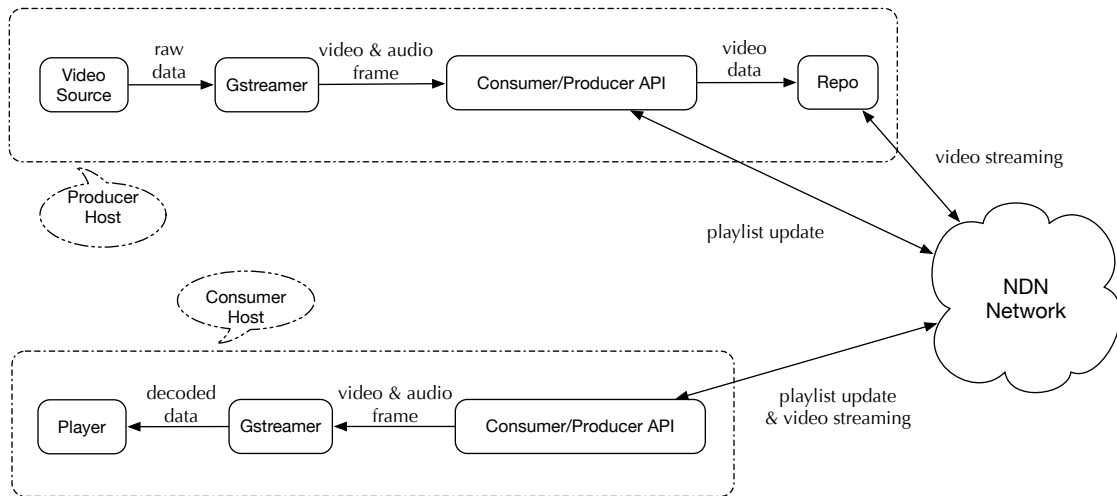 Video
Source
raw
data
Gstreamer
video & audio
frame
Consumer/Producer API
video
data
Repo
Producer
Host
video streaming
playlist update
NDN
Network
Consumer
Host
playlist update
& video streaming
Player
decoded
data
Gstreamer
video & audio
frame
Consumer/Producer API